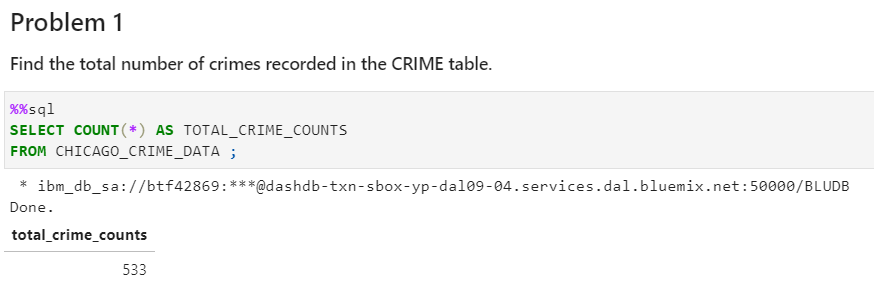 Problem 1
Find the total number of crimes recorded in the CRIME table.
%%sql
SELECT COUNT(*) AS TOTAL_CRIME_COUNTS
FROM CHICAGO_CRIME_DATA ;
* ibm_db_sa://btf42869:***@dashdb-txn-sbox-yp-dal09-04.services.dal.bluemix.net:50000/BLUDB
Done.
total_crime_counts
533